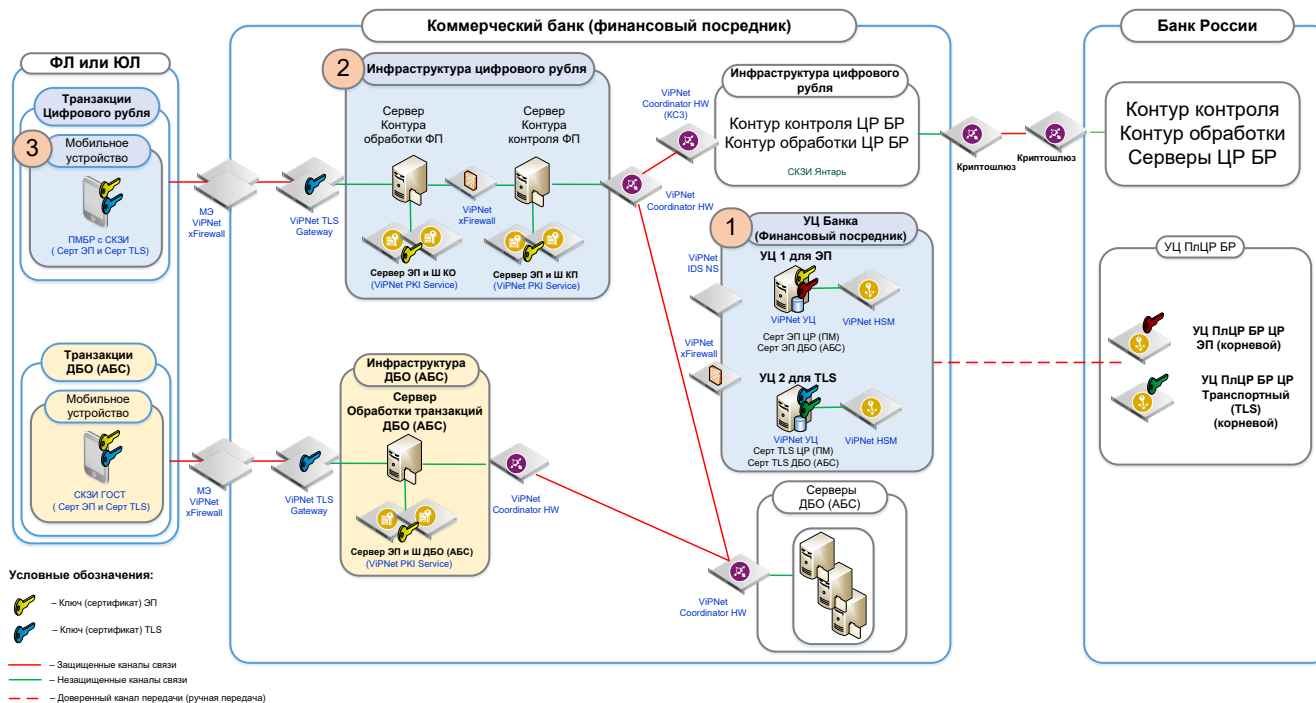 Коммерческий банк (финансовый посредник)
Банк России
ФЛ или ЮЛ
Транзакции
Цифрового рубля
3
Мобильное
устройство
ПМБР с СКЗИ
( Серт ЭП и Серт TLS)
МЭ
ViPNet
xFirewall
ViPNet TLS
Gateway
2
Инфраструктура цифрового рубля
Сервер
Контура
обработки ФП
Сервер
Контура
контроля ФП
ViPNet
xFirewall
Сервер ЭП и Ш КО
(ViPNet PKI Service)
Сервер ЭП и Ш КП
(ViPNet PKI Service)
ViPNet
Coordinator HW
(КС3)
ViPNet
Coordinator HW
Инфраструктура цифрового
рубля
Контур контроля ЦР БР
Контур обработки ЦР БР
СКЗИ Янтарь
Криптошлюз
Криптошлюз
Контур контроля
Контур обработки
Серверы ЦР БР
1
УЦ Банка
(Финансовый посредник)
ViPNet
IDS NS
ViPNet
xFirewall
УЦ 1 для ЭП
ViPNet УЦ
ViPNet HSM
Серт ЭП ЦР (ПМ)
Серт ЭП ДБО (АБС)
УЦ 2 для TLS
ViPNet УЦ
ViPNet HSM
Серт TLS ЦР (ПМ)
Серт TLS ДБО (АБС)
УЦ ПлЦР БР
УЦ ПлЦР БР ЦР
ЭП (корневой)
УЦ ПлЦР БР ЦР
Транспортный
(TLS)
(корневой)
Транзакции
ДБО (АБС)
Мобильное
устройство
СКЗИ ГОСТ
( Серт ЭП и Серт TLS)
МЭ
ViPNet
xFirewall
ViPNet TLS
Gateway
Инфраструктура
ДБО (АБС)
Сервер
Обработки транзакций
ДБО (АБС)
Сервер ЭП и Ш ДБО (АБС)
(ViPNet PKI Service)
ViPNet
Coordinator HW
ViPNet
Coordinator HW
Серверы
ДБО (АБС)
Условные обозначения:
– Ключ (сертификат) ЭП
– Ключ (сертификат) TLS
– Защищенные каналы связи
– Незащищенные каналы связи
– Доверенный канал передачи (ручная передача)